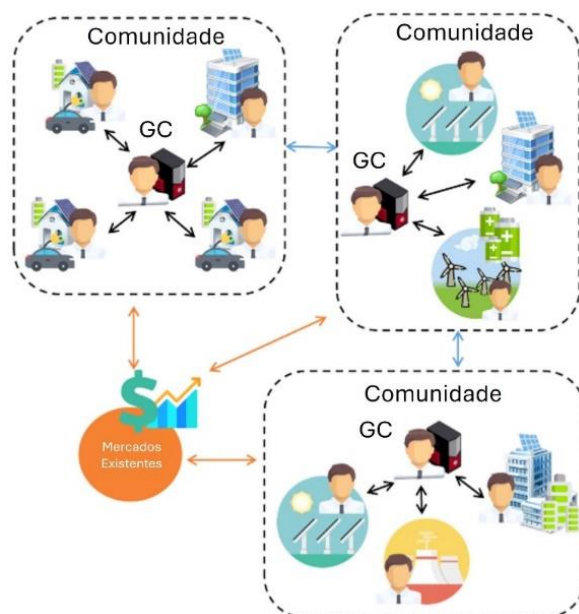 Comunidade
GC
Comunidade
GC
Mercados
Existentes
Comunidade
GC